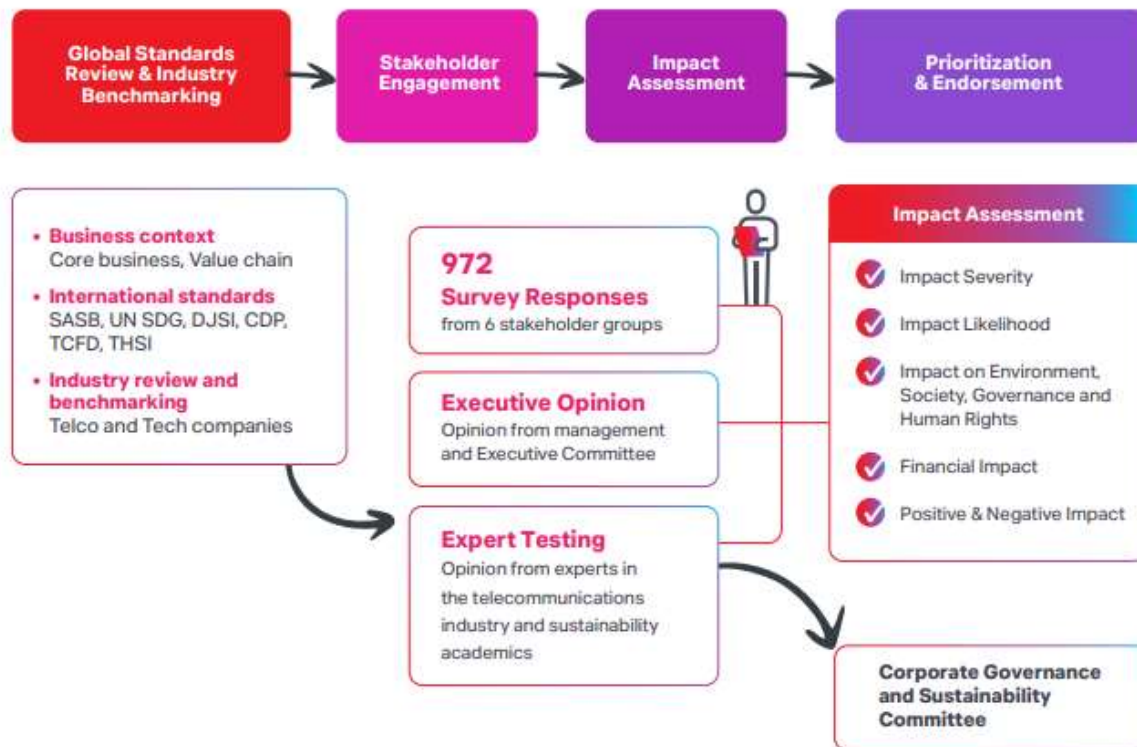 Global Standards
Review & Industry
Benchmarking
Stakeholder
Engagement
Impact
Assessment
Prioritization
& Endorsement
• Business context
Core business, Value chain
• International standards
SASB, UN SDG, DJSI, CDP,
TCFD, THSI
• Industry review and
benchmarking
Telco and Tech companies
972
Survey Responses
from 6 stakeholder groups
Executive Opinion
Opinion from management
and Executive Committee
Expert Testing
Opinion from experts in
the telecommunications
industry and sustainability
academics
Impact Assessment
Impact Severity
Impact Likelihood
Impact on Environment,
Society, Governance and
Human Rights
Financial Impact
Positive & Negative Impact
Corporate Governance
and Sustainability
Committee